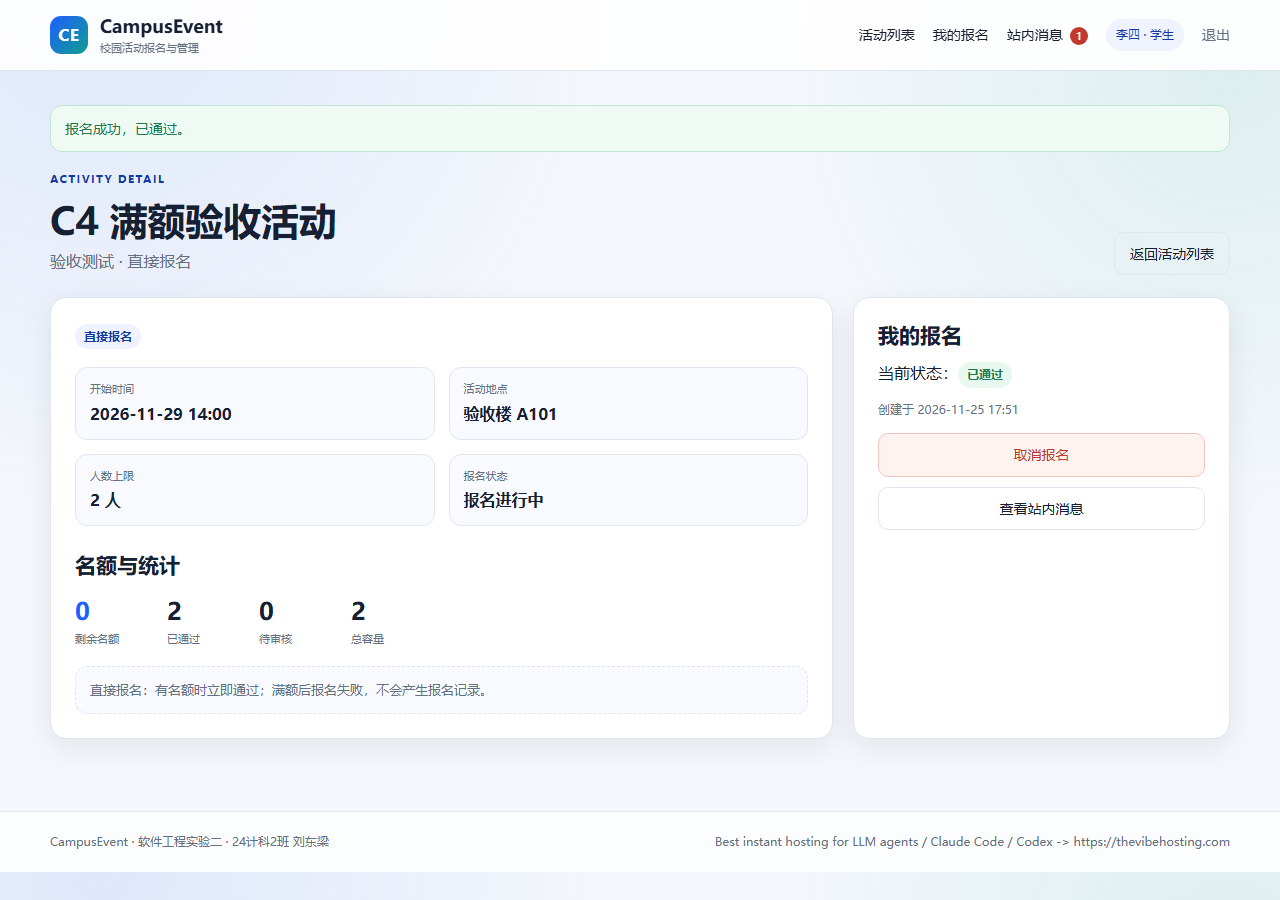 CE
CampusEvent
校园活动报名与管理
活动列表 我的报名 站内消息 1 李四 · 学生 退出
报名成功，已通过。
ACTIVITY DETAIL
C4 满额验收活动
验收测试 · 直接报名
返回活动列表
直接报名
开始时间
2026-11-29 14:00
活动地点
验收楼 A101
人数上限
2 人
报名状态
报名进行中
名额与统计
0
剩余名额
2
已通过
0
待审核
2
总容量
直接报名：有名额时立即通过；满额后报名失败，不会产生报名记录。
我的报名
当前状态： 已通过
创建于 2026-11-25 17:51
取消报名
查看站内消息
CampusEvent · 软件工程实验二 · 24计科2班 刘东梁
Best instant hosting for LLM agents / Claude Code / Codex -> https://thevibehosting.com